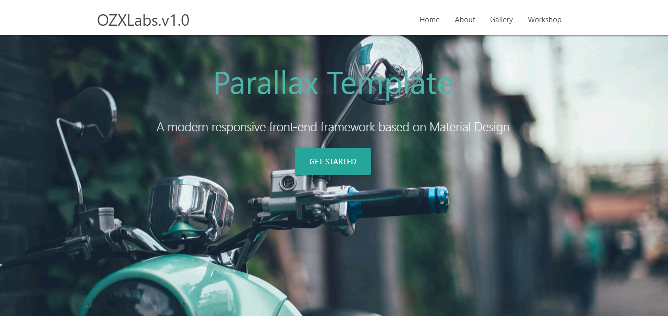 OZXLabs.v1.0
Home About Gallery Workshop
Parallax Template
A modern responsive front-end framework based on Material Design
GET STARTED